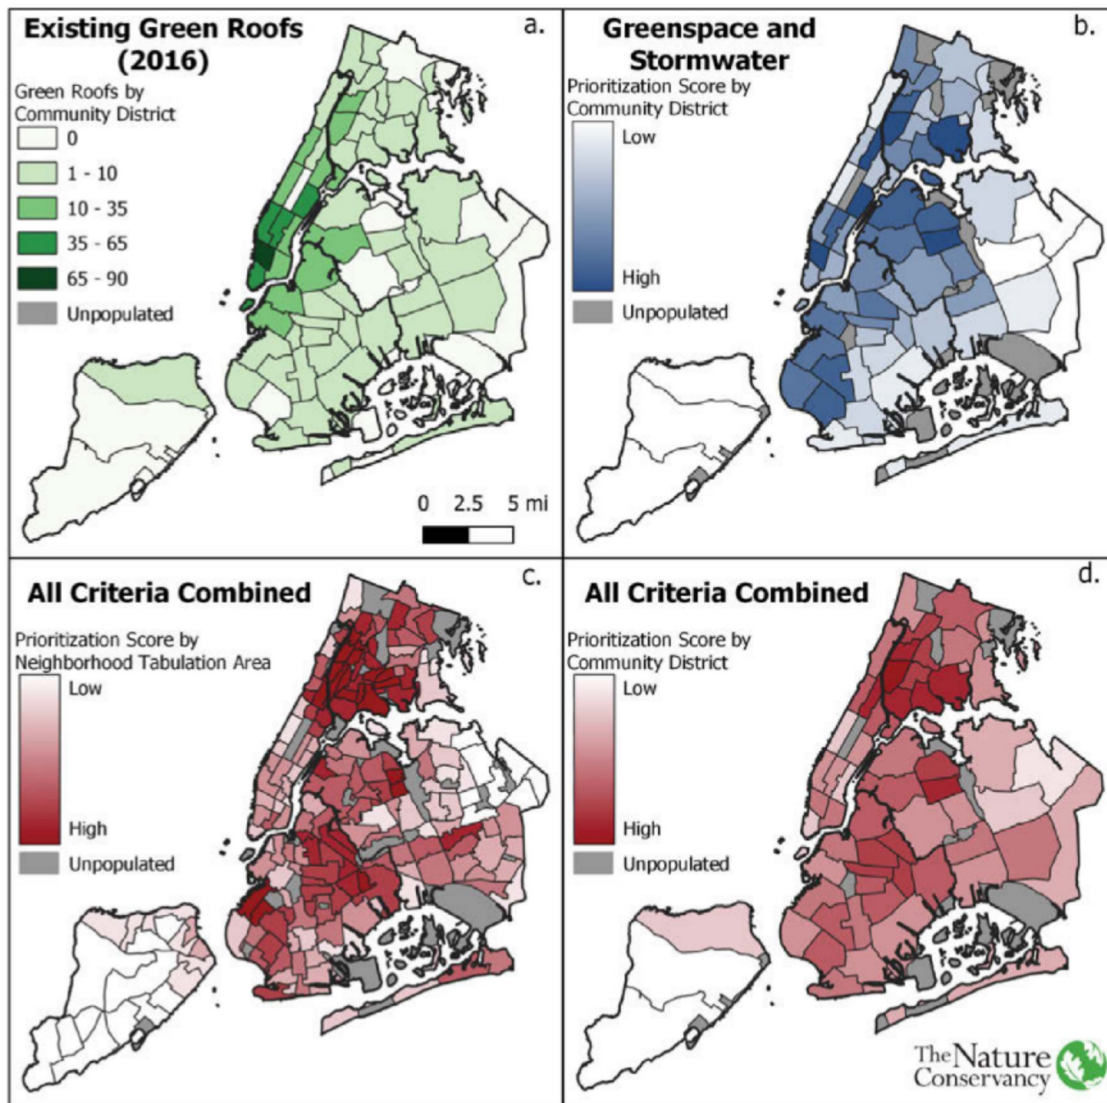 Existing Green Roofs
(2016)
a.
Green Roofs by
Community District
0
1 - 10
10 - 35
35 - 65
65 - 90
Unpopulated
0 2.5 5 mi
Greenspace and
Stormwater
b.
Prioritization Score by
Community District
Low
High
Unpopulated
All Criteria Combined
c.
Prioritization Score by
Neighborhood Tabulation Area
Low
High
Unpopulated
All Criteria Combined
d.
Prioritization Score by
Community District
Low
High
Unpopulated
The Nature
Conservancy